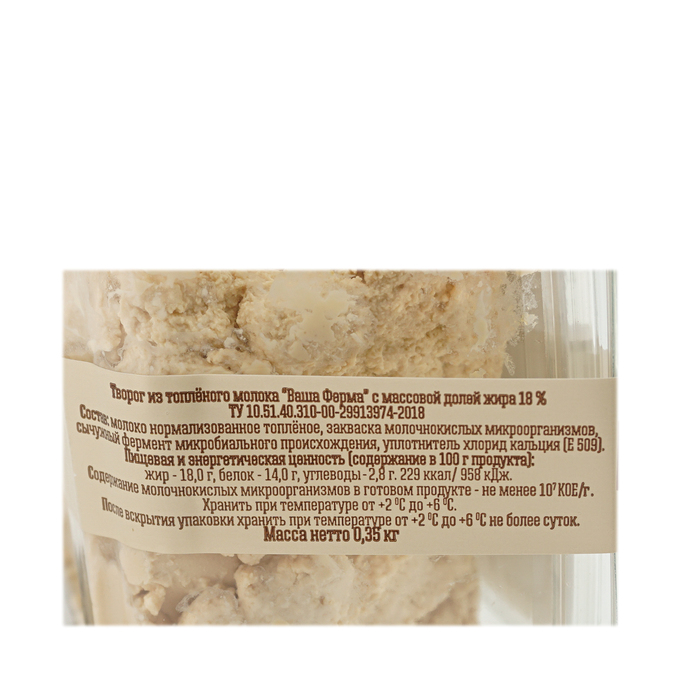 Творог из топлёного молока "Ваша Ферма" с массовой долей жира 18 %
ТУ 10.51.40.310-00-29913974-2018
Состав: молоко нормализованное топлёное, закваска молочнокислых микроорганизмов,
сычужный фермент микробиального происхождения, уплотнитель хлорид кальция (Е 509).
Пищевая и энергетическая ценность (содержание в 100 г продукта):
жир - 18,0 г, белок - 14,0 г, углеводы - 2,8 г. 229 ккал/ 958 кДж.
Содержание молочнокислых микроорганизмов в готовом продукте - не менее 10⁷ КОЕ/г.
Хранить при температуре от +2 ⁰С до +6 ⁰С.
После вскрытия упаковки хранить при температуре от +2 ⁰С до +6 ⁰С не более суток.
Масса нетто 0,35 кг